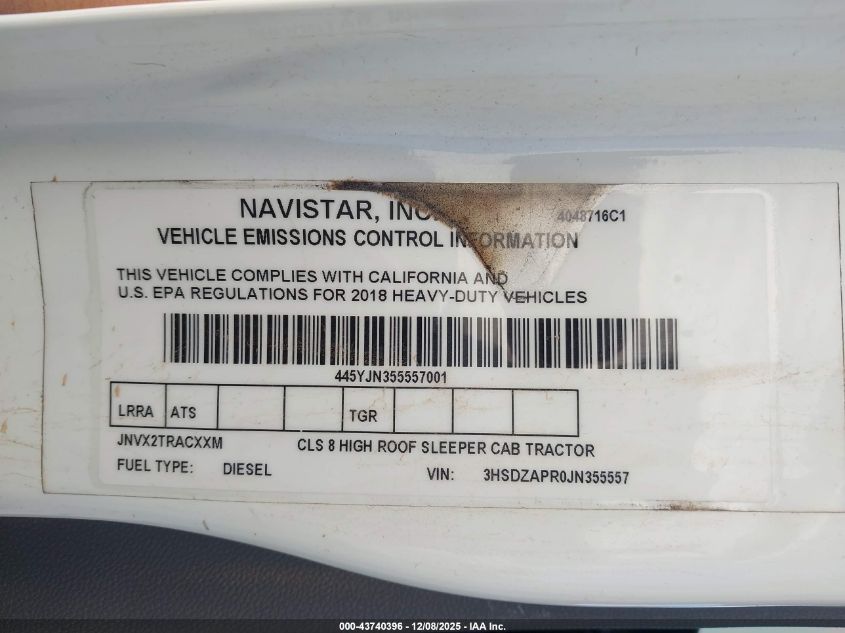 NAVISTAR, INC.
4048716C1
VEHICLE EMISSIONS CONTROL INFORMATION
THIS VEHICLE COMPLIES WITH CALIFORNIA AND
U.S. EPA REGULATIONS FOR 2018 HEAVY-DUTY VEHICLES
445YJN355557001
LRRA ATS TGR
JNVX2TRACXXM CLS 8 HIGH ROOF SLEEPER CAB TRACTOR
FUEL TYPE: DIESEL VIN: 3HSDZAPR0JN355557
000-43740396 - 12/08/2025 - IAA Inc.